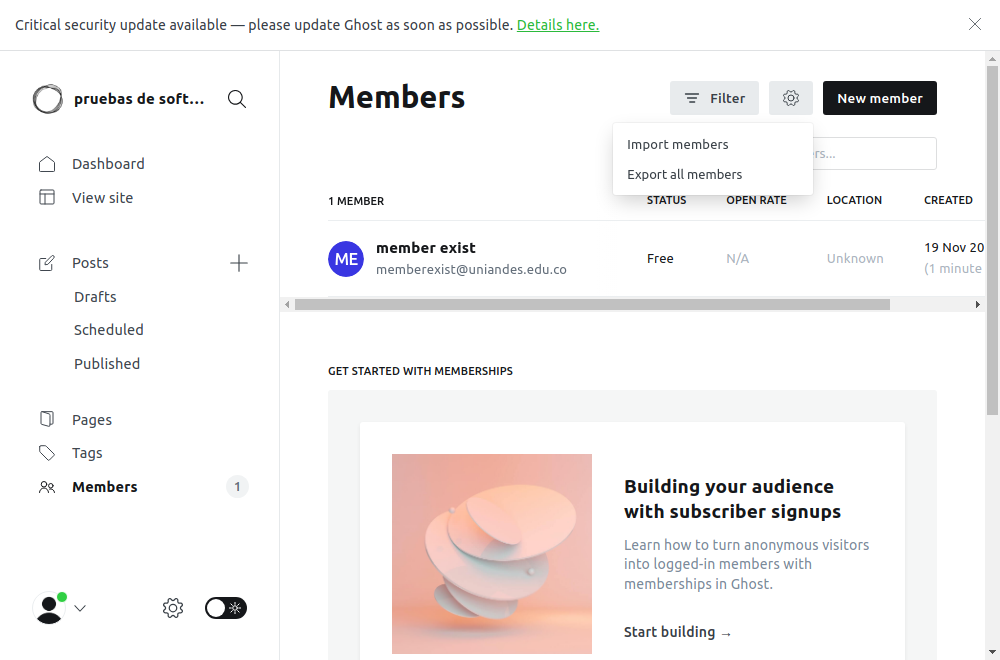 Critical security update available — please update Ghost as soon as possible. Details here.
pruebas de soft...
Dashboard
View site
Posts
Drafts
Scheduled
Published
Pages
Tags
Members 1
Members
Filter
New member
Import members
Export all members
1 MEMBER STATUS OPEN RATE LOCATION CREATED
ME member exist
memberexist@uniandes.edu.co
Free N/A Unknown 19 Nov 20
(1 minute
GET STARTED WITH MEMBERSHIPS
Building your audience
with subscriber signups
Learn how to turn anonymous visitors
into logged-in members with
memberships in Ghost.
Start building →